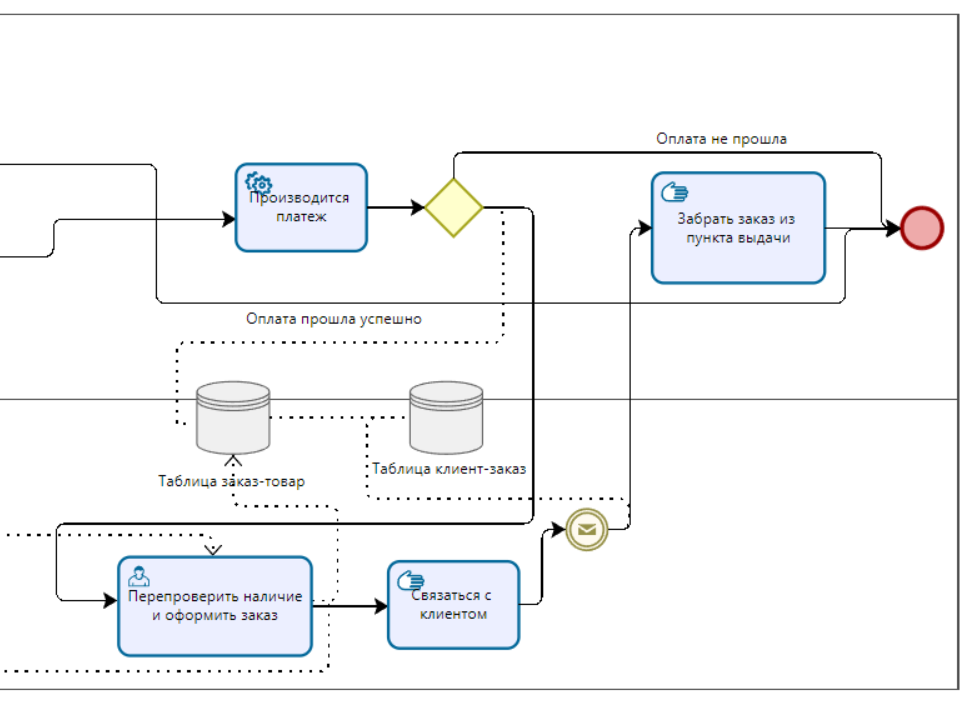 Оплата не прошла
Производится
платеж
Забрать заказ из
пункта выдачи
Оплата прошла успешно
Таблица клиент-заказ
Таблица заказ-товар
Перепроверить наличие
и оформить заказ
Связаться с
клиентом